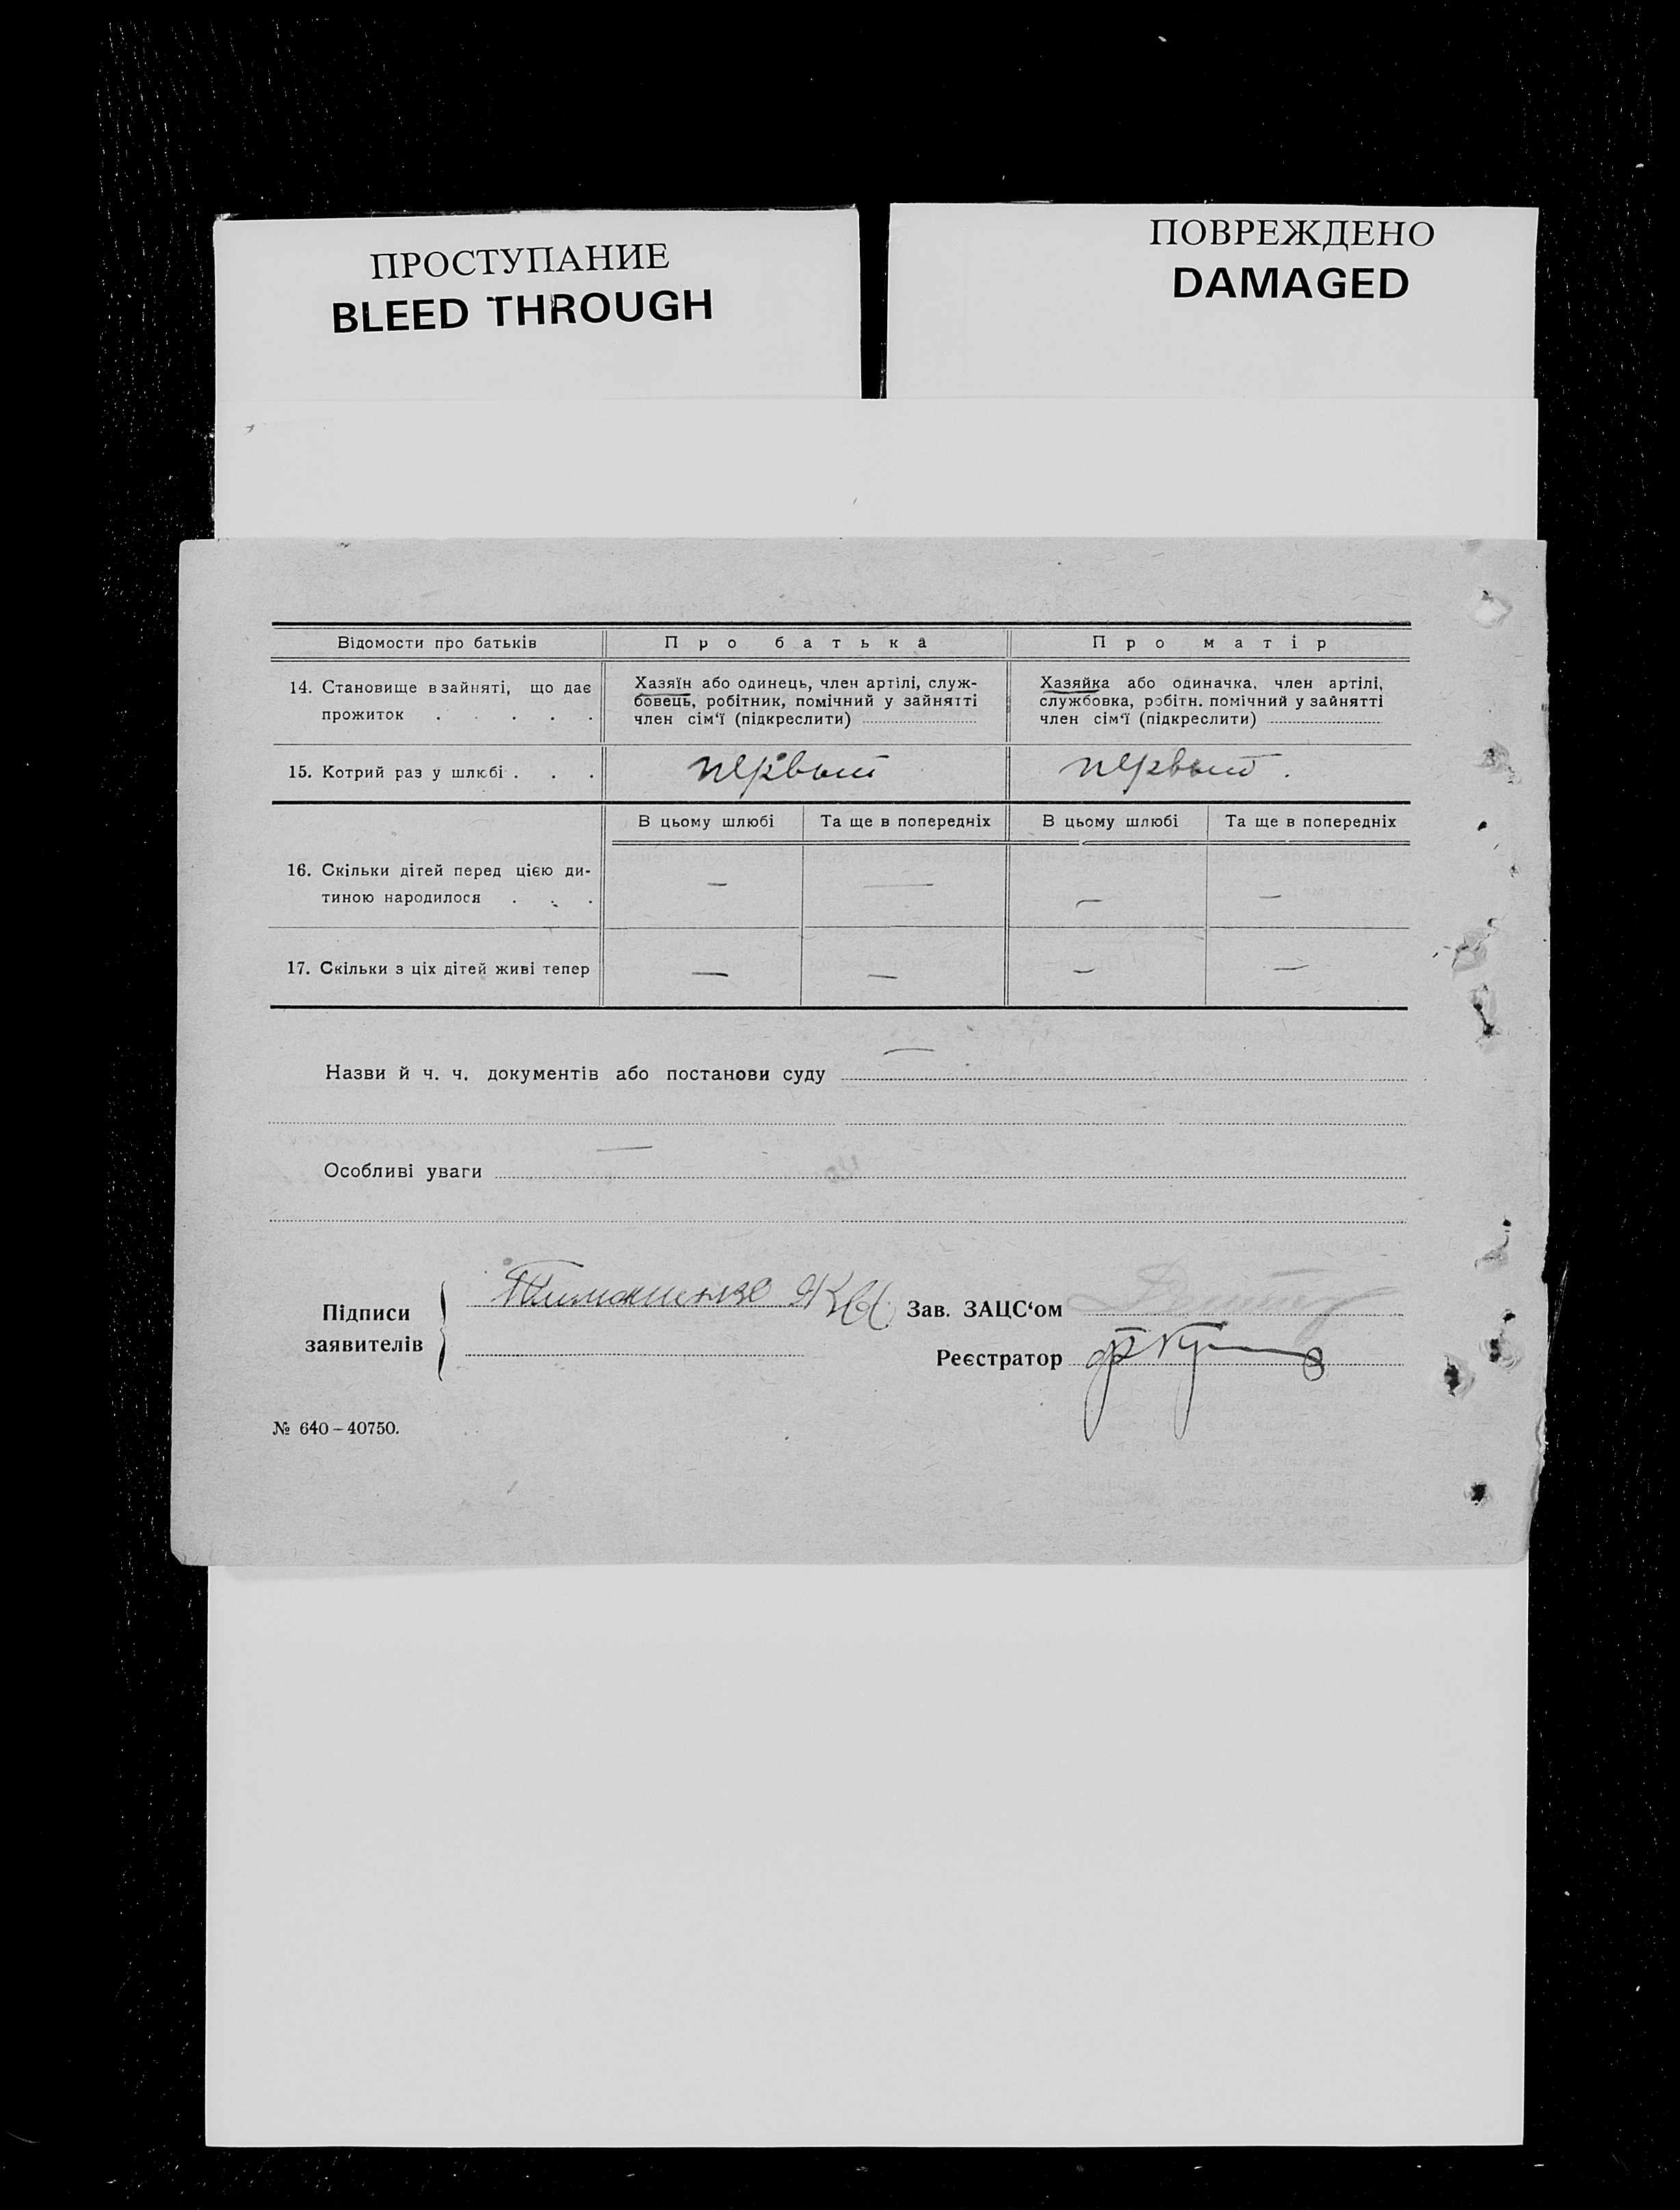 ПРОСТУПАНИЕ
BLEED THROUGH
ПОВРЕЖДЕНО
DAMAGED
Відомости про батьків
Про батька
Про матір
14. Становище в зайняті, що дає
прожиток . . . . .
Хазяїн або одинець, член артілі, служ-
бовець, робітник, помічний у зайнятті
член сім'ї (підкреслити)
Хазяйка або одиначка, член артілі,
службовка, робітн. помічний у зайнятті
член сім'ї (підкреслити)
15. Котрий раз у шлюбі . . .
первый
первый .
В цьому шлюбі
Та ще в попередніх
В цьому шлюбі
Та ще в попередніх
16. Скільки дітей перед цією ди-
тиною народилося . . .
— — — —
17. Скільки з ціх дітей живі тепер
— — — —
Назви й ч. ч. документів або постанови суду —
Особливі уваги —
Підписи
заявителів
Зав. ЗАЦС‘ом
Реєстратор
№ 640–40750.